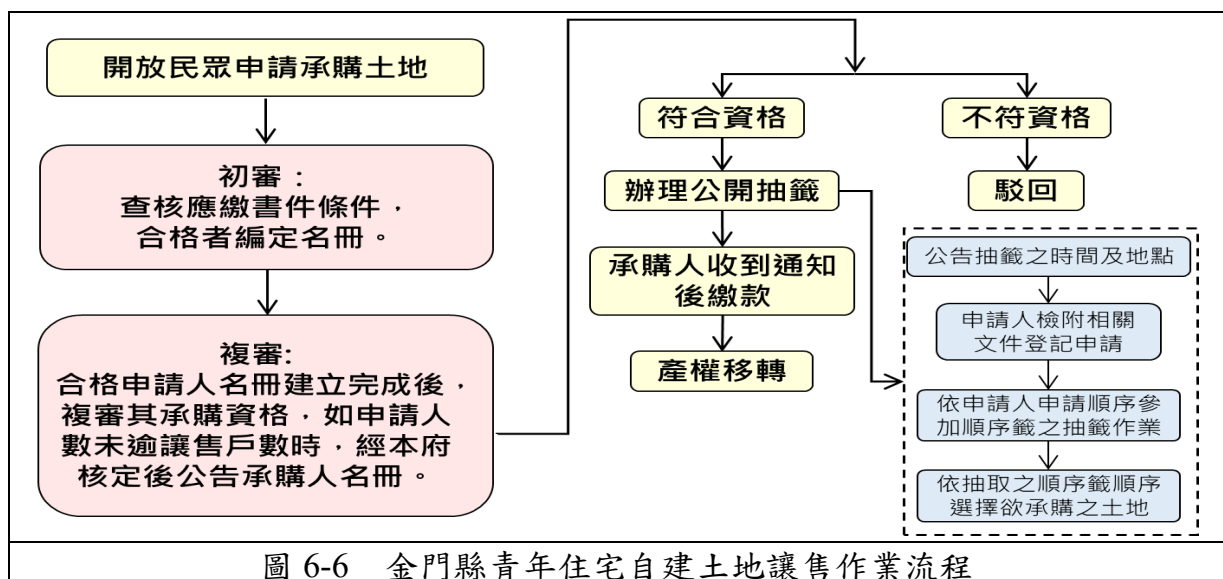 開放民眾申請承購土地
初審：
查核應繳書件條件，
合格者編定名冊。
複審:
合格申請人名冊建立完成後，
複審其承購資格，如申請人
數未逾讓售戶數時，經本府
核定後公告承購人名冊。
符合資格
不符資格
辦理公開抽籤
駁回
承購人收到通知
後繳款
產權移轉
公告抽籤之時間及地點
申請人檢附相關
文件登記申請
依申請人申請順序參
加順序籤之抽籤作業
依抽取之順序籤順序
選擇欲承購之土地
圖 6-6 金門縣青年住宅自建土地讓售作業流程